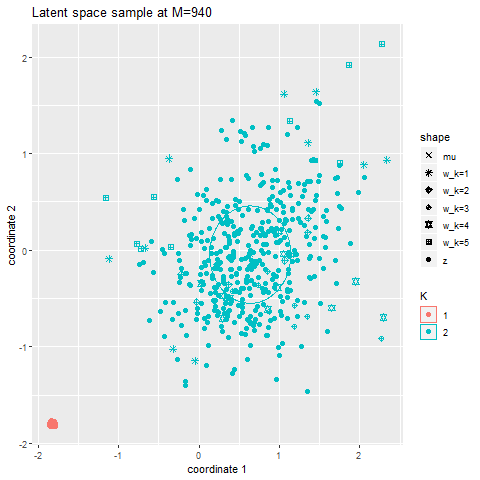 Latent space sample at M=940
2
1
0
-1
-2
-2
-1
0
1
2
coordinate 1
coordinate 2
shape
mu
w_k=1
w_k=2
w_k=3
w_k=4
w_k=5
z
K
1
2